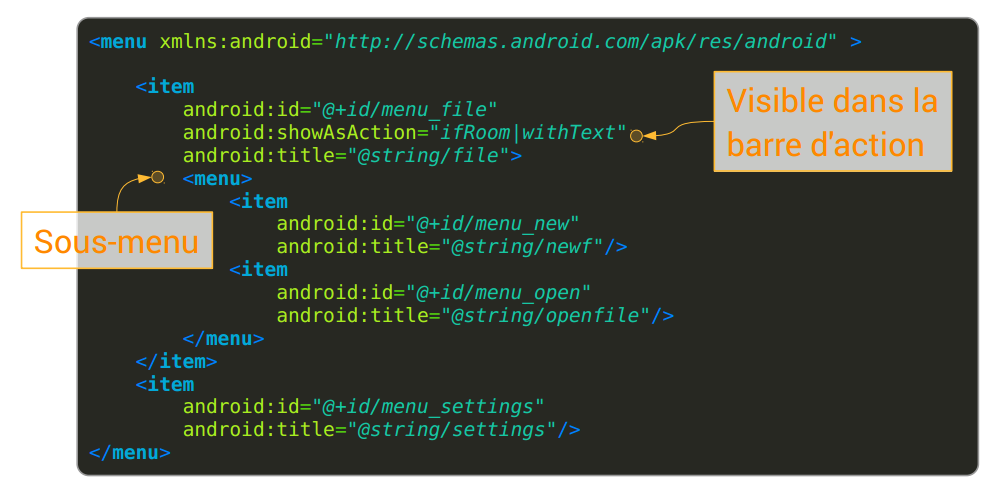 <menu xmlns:android="http://schemas.android.com/apk/res/android" >
<item
android:id="@+id/menu_file"
android:showAsAction="ifRoom|withText"
android:title="@string/file">
<menu>
<item
android:id="@+id/menu_new"
android:title="@string/newf"/>
<item
android:id="@+id/menu_open"
android:title="@string/openfile"/>
</menu>
</item>
<item
android:id="@+id/menu_settings"
android:title="@string/settings"/>
</menu>
Visible dans la
barre d'action
Sous-menu